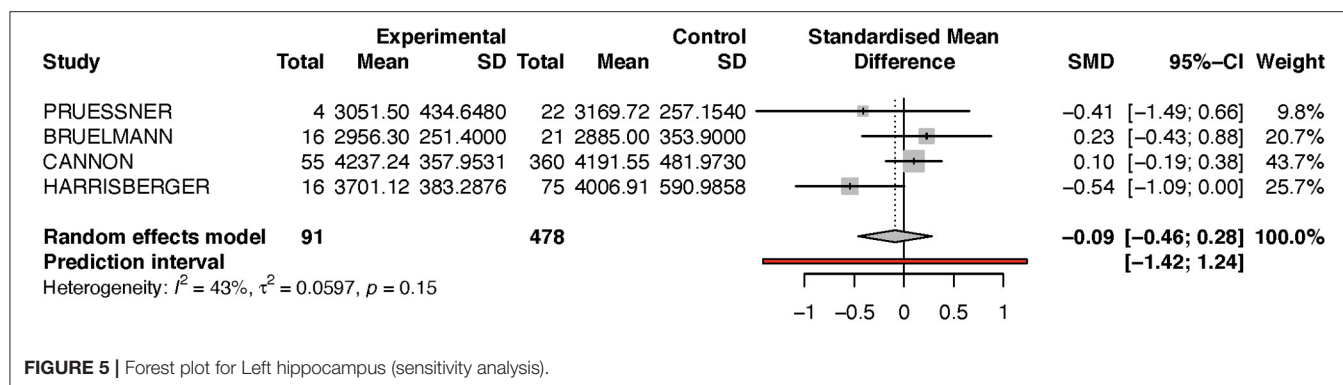 Experimental Control Standardised Mean
Study Total Mean SD Total Mean SD Difference SMD 95%–CI Weight
PRUESSNER 4 3051.50 434.6480 22 3169.72 257.1540 −0.41 [−1.49; 0.66] 9.8%
BRUELMANN 16 2956.30 251.4000 21 2885.00 353.9000 0.23 [−0.43; 0.88] 20.7%
CANNON 55 4237.24 357.9531 360 4191.55 481.9730 0.10 [−0.19; 0.38] 43.7%
HARRISBERGER 16 3701.12 383.2876 75 4006.91 590.9858 −0.54 [−1.09; 0.00] 25.7%
Random effects model 91 478 −0.09 [−0.46; 0.28] 100.0%
Prediction interval [−1.42; 1.24]
Heterogeneity: I² = 43%, τ² = 0.0597, p = 0.15
−1 −0.5 0 0.5 1
FIGURE 5 | Forest plot for Left hippocampus (sensitivity analysis).